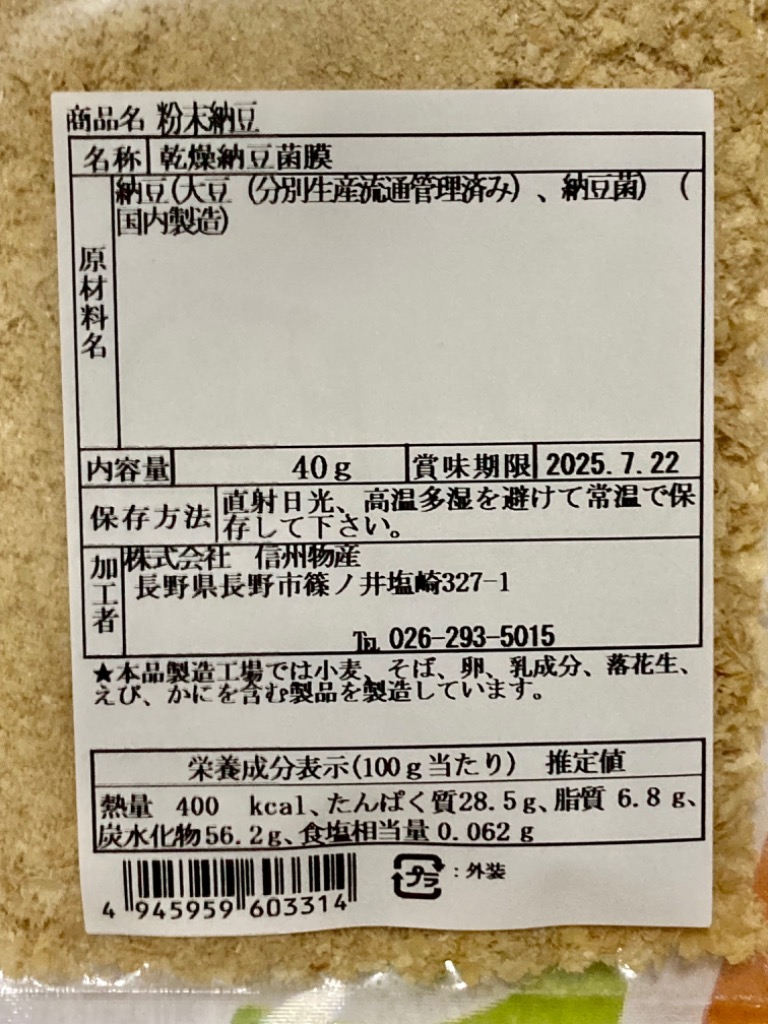 商品名 粉末納豆
名称 乾燥納豆菌膜
原材料名
納豆(大豆（分別生産流通管理済み）、納豆菌）（
国内製造)
内容量 40g 賞味期限 2025.7.22
保存方法
直射日光、高温多湿を避けて常温で保
存して下さい。
加工者
株式会社 信州物産
長野県長野市篠ノ井塩崎327-1
℡ 026-293-5015
★本品製造工場では小麦、そば、卵、乳成分、落花生、
えび、かにを含む製品を製造しています。
栄養成分表示(100g当たり) 推定値
熱量 400 kcal、たんぱく質28.5g、脂質 6.8 g、
炭水化物56.2g、食塩相当量 0.062 g
4 945959 603314
プラ :外装